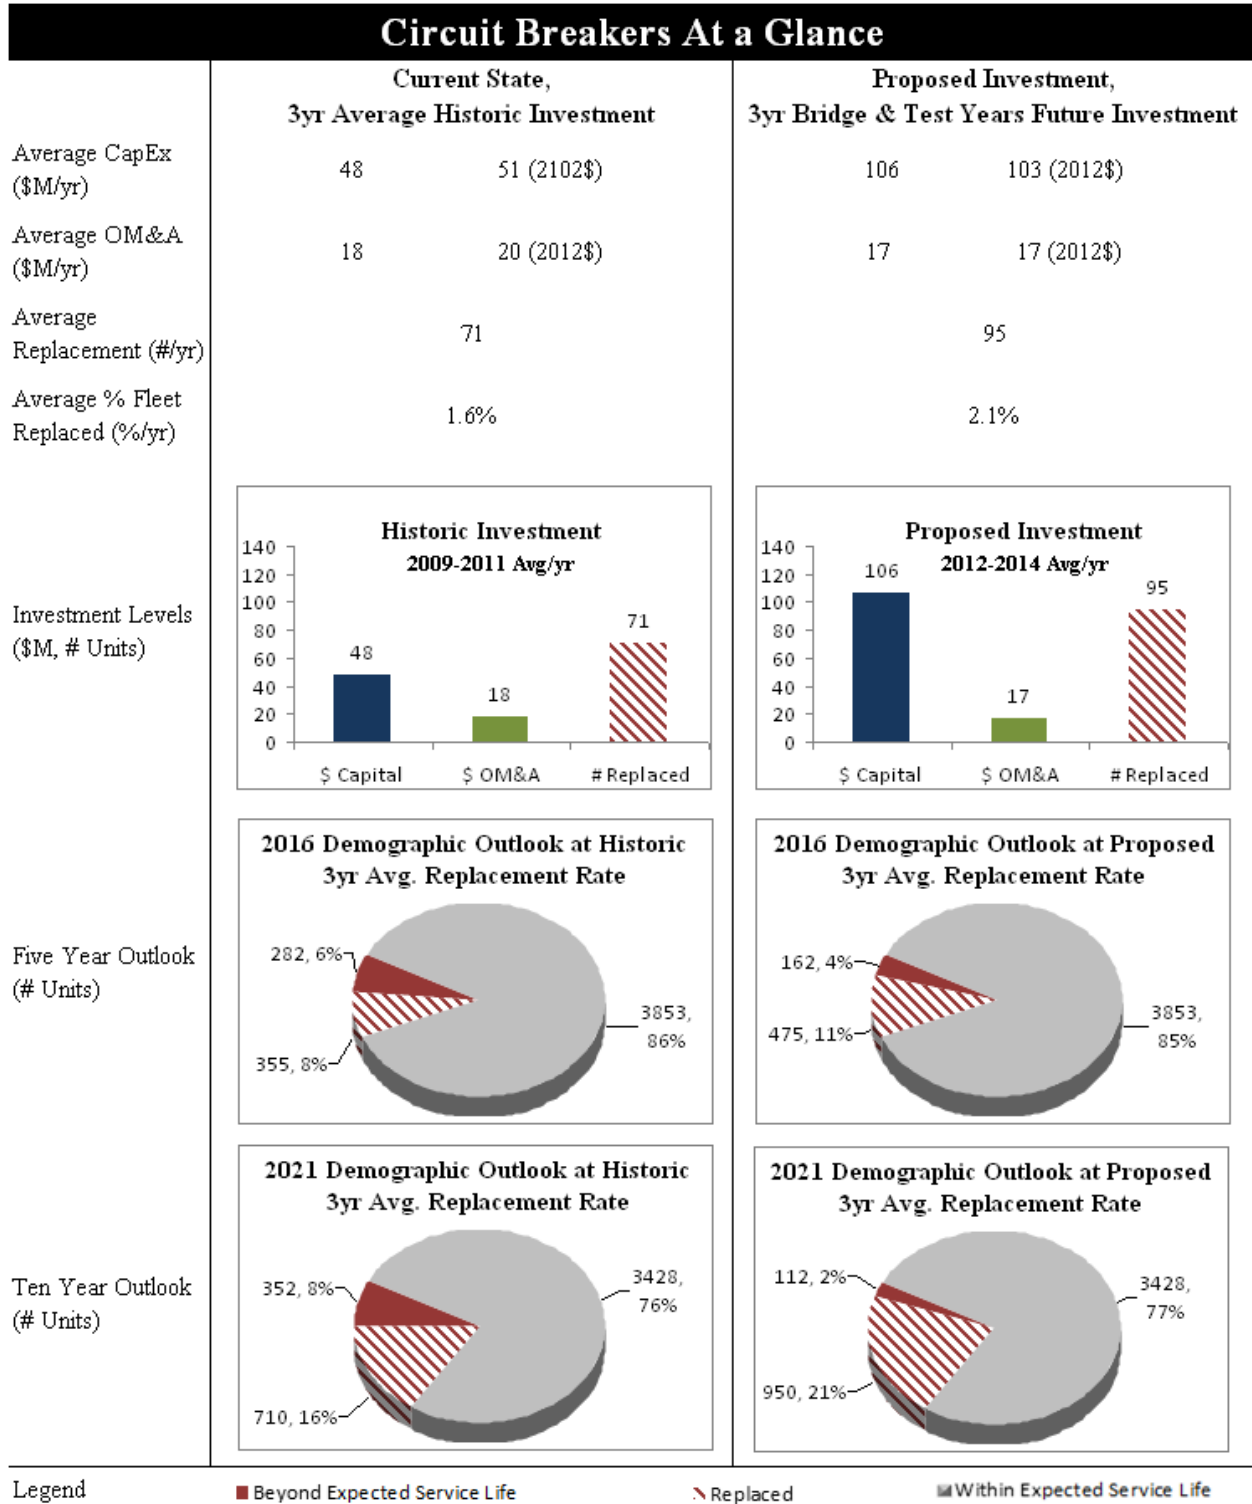 Circuit Breakers At a Glance
Current State,
3yr Average Historic Investment
Proposed Investment,
3yr Bridge & Test Years Future Investment
Average CapEx
($M/yr)
48 51 (2102$) 106 103 (2012$)
Average OM&A
($M/yr)
18 20 (2012$) 17 17 (2012$)
Average
Replacement (#/yr)
71 95
Average % Fleet
Replaced (%/yr)
1.6% 2.1%
Investment Levels
($M, # Units)
Historic Investment
2009-2011 Avg/yr
140
120
100
80
60
40
20
0
48
18
71
$ Capital $ OM&A # Replaced
Proposed Investment
2012-2014 Avg/yr
140
120
100
80
60
40
20
0
106
17
95
$ Capital $ OM&A # Replaced
Five Year Outlook
(# Units)
2016 Demographic Outlook at Historic
3yr Avg. Replacement Rate
282, 6%
355, 8%
3853,
86%
2016 Demographic Outlook at Proposed
3yr Avg. Replacement Rate
162, 4%
475, 11%
3853,
85%
Ten Year Outlook
(# Units)
2021 Demographic Outlook at Historic
3yr Avg. Replacement Rate
352, 8%
710, 16%
3428,
76%
2021 Demographic Outlook at Proposed
3yr Avg. Replacement Rate
112, 2%
950, 21%
3428,
77%
Legend
Beyond Expected Service Life
Replaced
Within Expected Service Life